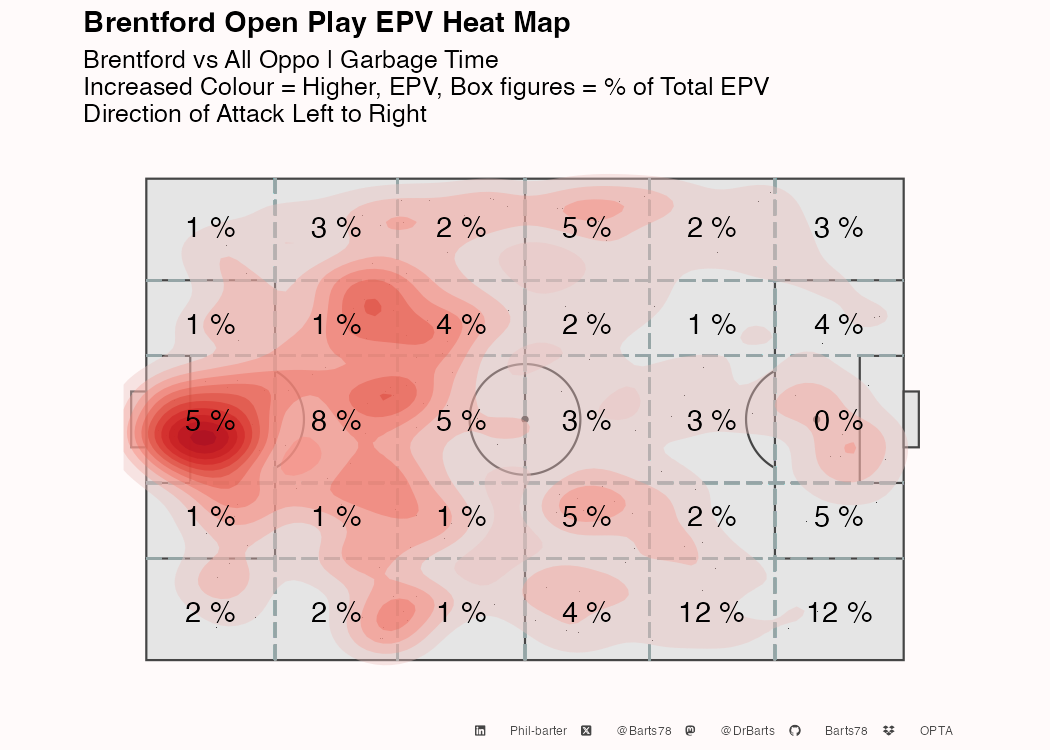 Brentford Open Play EPV Heat Map
Brentford vs All Oppo | Garbage Time
Increased Colour = Higher, EPV, Box figures = % of Total EPV
Direction of Attack Left to Right
1 % 3 % 2 % 5 % 2 % 3 %
1 % 1 % 4 % 2 % 1 % 4 %
5 % 8 % 5 % 3 % 3 % 0 %
1 % 1 % 1 % 5 % 2 % 5 %
2 % 2 % 1 % 4 % 12 % 12 %
Phil-barter @Barts78 @DrBarts Barts78 OPTA